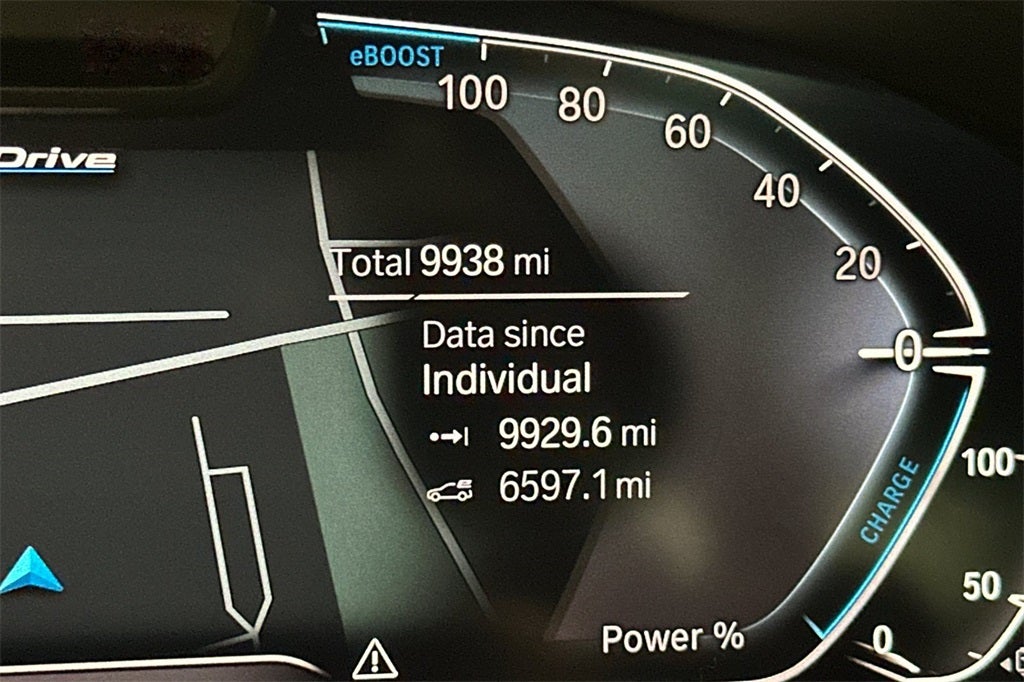 eBOOST
100
80
60
40
20
0
Drive
Total 9938 mi
Data since
Individual
9929.6 mi
6597.1 mi
CHARGE
100
50
0
Power %